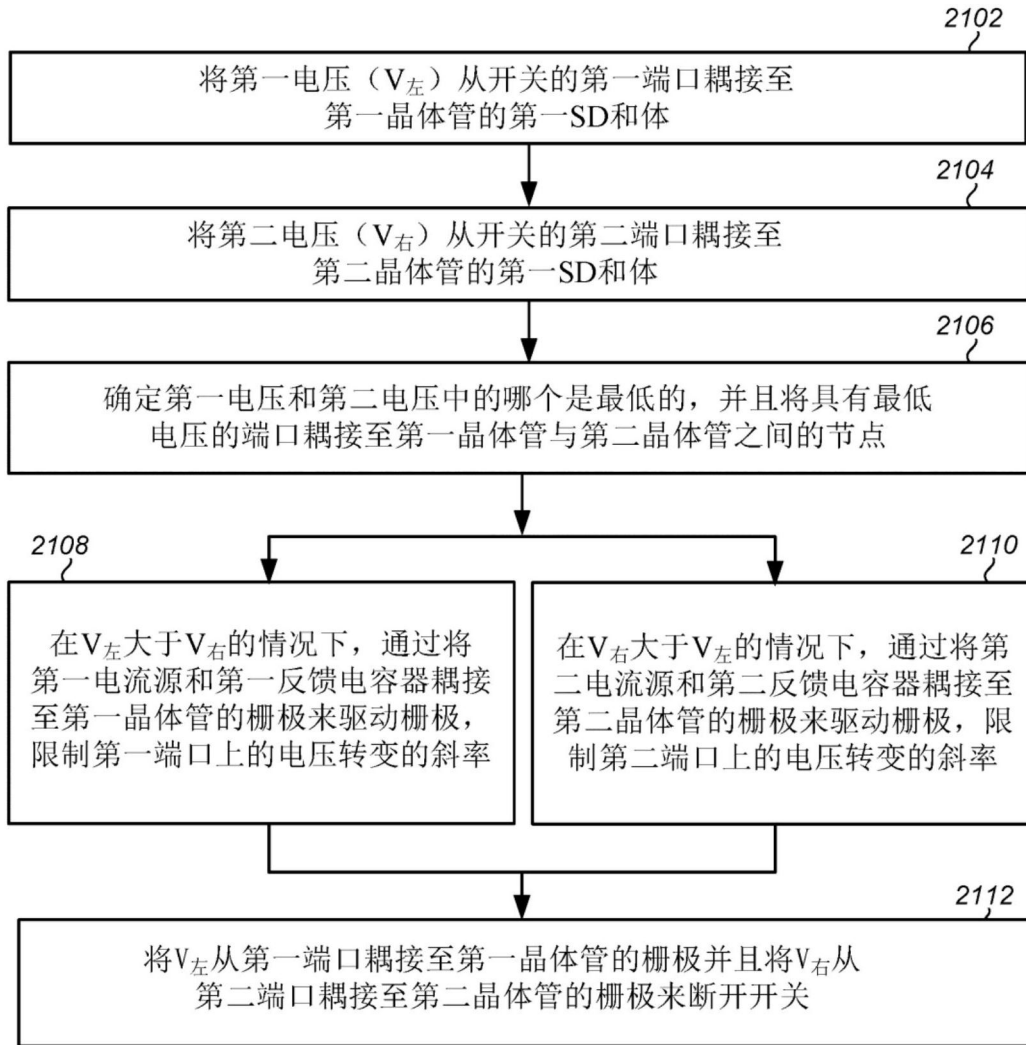 2102
将第一电压（V左）从开关的第一端口耦接至
第一晶体管的第一SD和体
2104
将第二电压（V右）从开关的第二端口耦接至
第二晶体管的第一SD和体
2106
确定第一电压和第二电压中的哪个是最低的，并且将具有最低
电压的端口耦接至第一晶体管与第二晶体管之间的节点
2108
在V左大于V右的情况下，通过将
第一电流源和第一反馈电容器耦接
至第一晶体管的栅极来驱动栅极，
限制第一端口上的电压转变的斜率
2110
在V右大于V左的情况下，通过将第
二电流源和第二反馈电容器耦接至
第二晶体管的栅极来驱动栅极，限
制第二端口上的电压转变的斜率
2112
将V左从第一端口耦接至第一晶体管的栅极并且将V右从
第二端口耦接至第二晶体管的栅极来断开开关